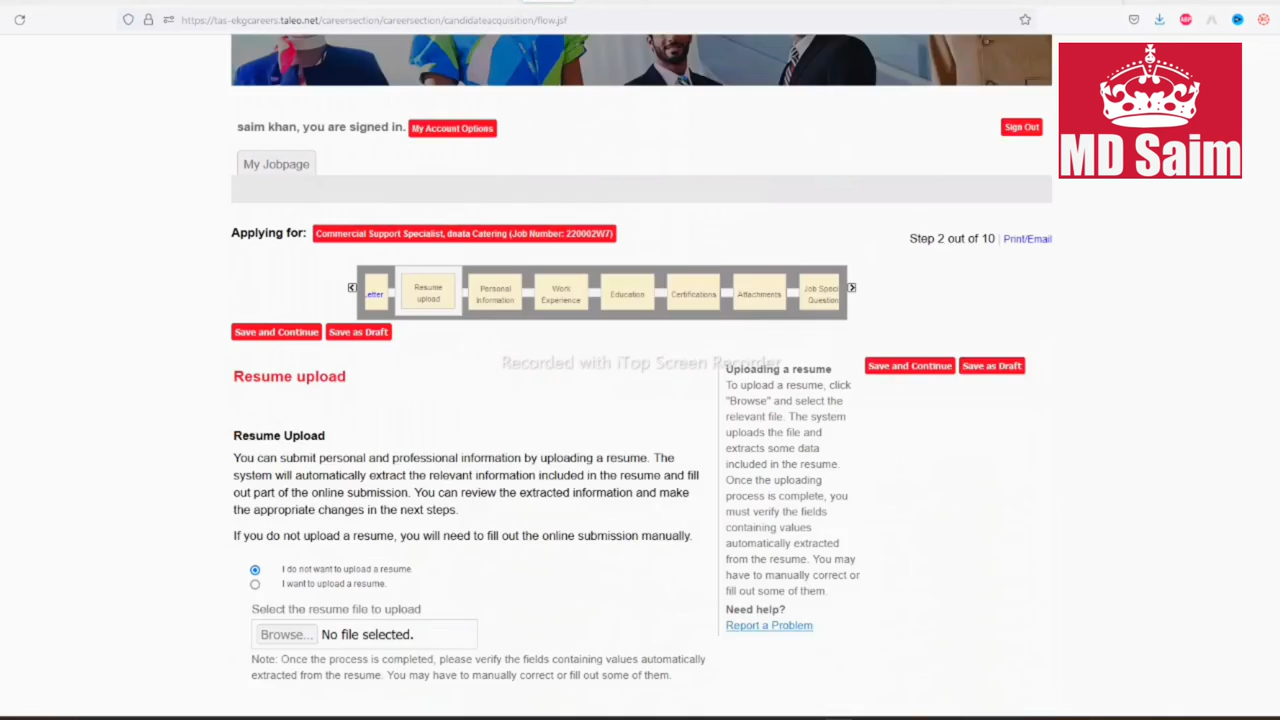 https://tas-ekgcareers.taleo.net/careersection/careersection/candidateacquisition/flow.jsf
ABP
MD Saim
saim khan, you are signed in. My Account Options
Sign Out
My Jobpage
Applying for: Commercial Support Specialist, dnata Catering (Job Number: 220002W7)
Step 2 out of 10 | Print/Email
Letter
Resume
upload
Personal
Information
Work
Experience
Education
Certifications
Attachments
Job Speci
Question
Save and Continue Save as Draft
Recorded with iTop Screen Recorder
Resume upload
Resume Upload
You can submit personal and professional information by uploading a resume. The
system will automatically extract the relevant information included in the resume and fill
out part of the online submission. You can review the extracted information and make
the appropriate changes in the next steps.
If you do not upload a resume, you will need to fill out the online submission manually.
I do not want to upload a resume.
I want to upload a resume.
Select the resume file to upload
Browse... No file selected.
Note: Once the process is completed, please verify the fields containing values automatically
extracted from the resume. You may have to manually correct or fill out some of them.
Uploading a resume
To upload a resume, click
"Browse" and select the
relevant file. The system
uploads the file and
extracts some data
included in the resume.
Once the uploading
process is complete, you
must verify the fields
containing values
automatically extracted
from the resume. You may
have to manually correct or
fill out some of them.
Need help?
Report a Problem
Save and Continue Save as Draft